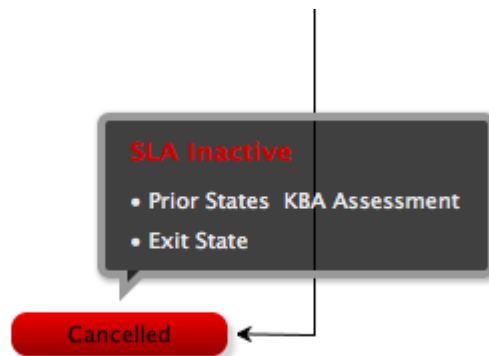 SLA Inactive
• Prior States  KBA Assessment
• Exit State
Cancelled